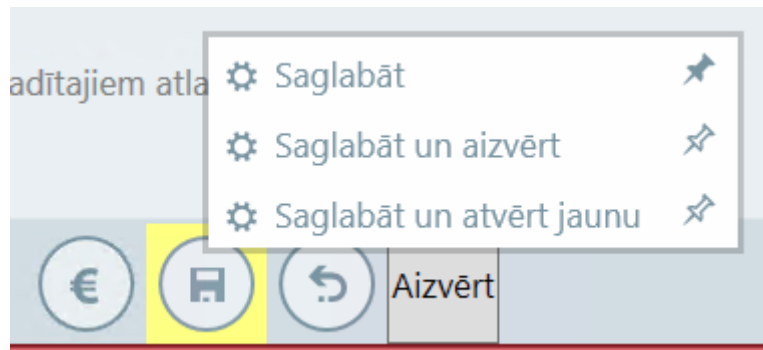 Saglabāt
adītajiem atla
Saglabāt un aizvērt
Saglabāt un atvērt jaunu
€
Aizvērt